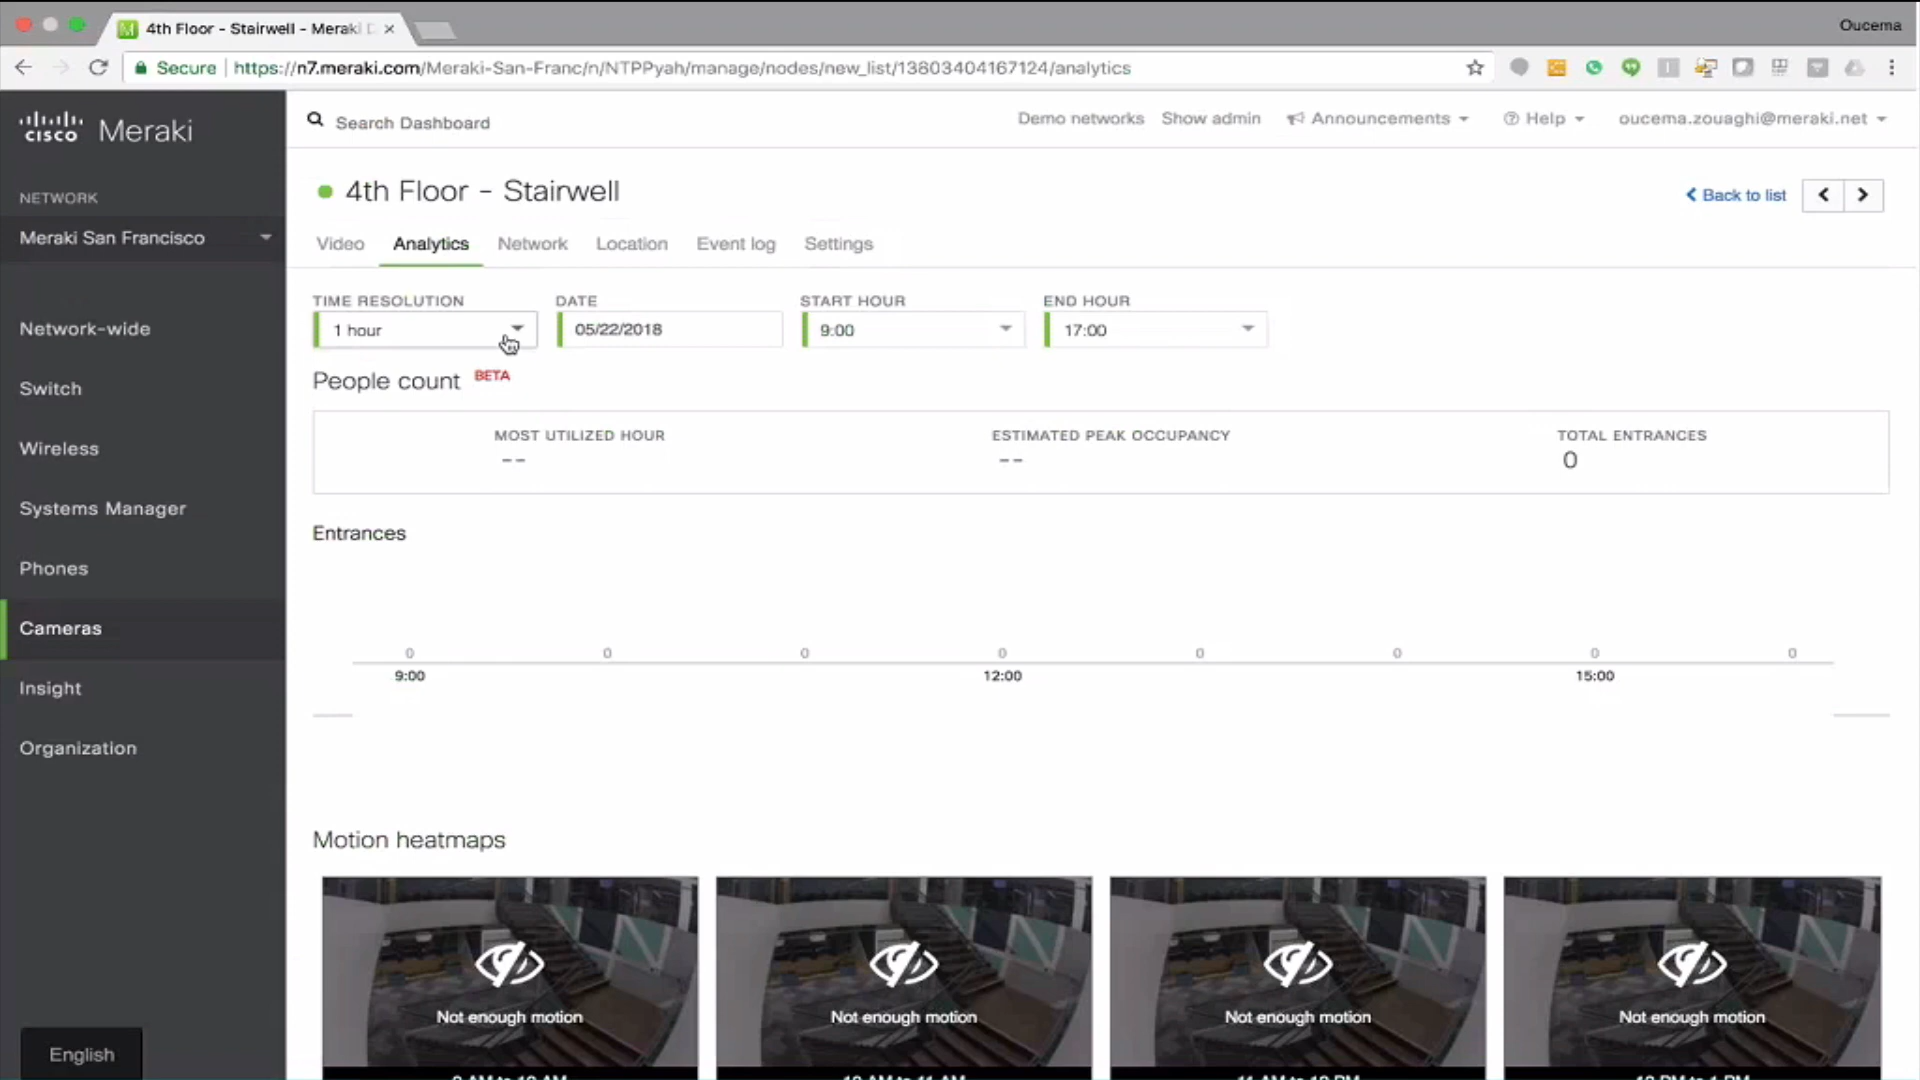 4th Floor - Stairwell - Meraki D
Oucema
Secure https://n7.meraki.com/Meraki-San-Franc/n/NTPPyah/manage/nodes/new_list/13603404167124/analytics
cisco Meraki
Search Dashboard
Demo networks Show admin Announcements Help oucema.zouaghi@meraki.net
NETWORK
Meraki San Francisco
Network-wide
Switch
Wireless
Systems Manager
Phones
Cameras
Insight
Organization
English
4th Floor - Stairwell
Back to list
Video Analytics Network Location Event log Settings
TIME RESOLUTION DATE START HOUR END HOUR
1 hour 05/22/2018 9:00 17:00
People count BETA
MOST UTILIZED HOUR ESTIMATED PEAK OCCUPANCY TOTAL ENTRANCES
-- -- 0
Entrances
0 0 0 0 0 0 0 0
9:00 12:00 15:00
Motion heatmaps
Not enough motion Not enough motion Not enough motion Not enough motion